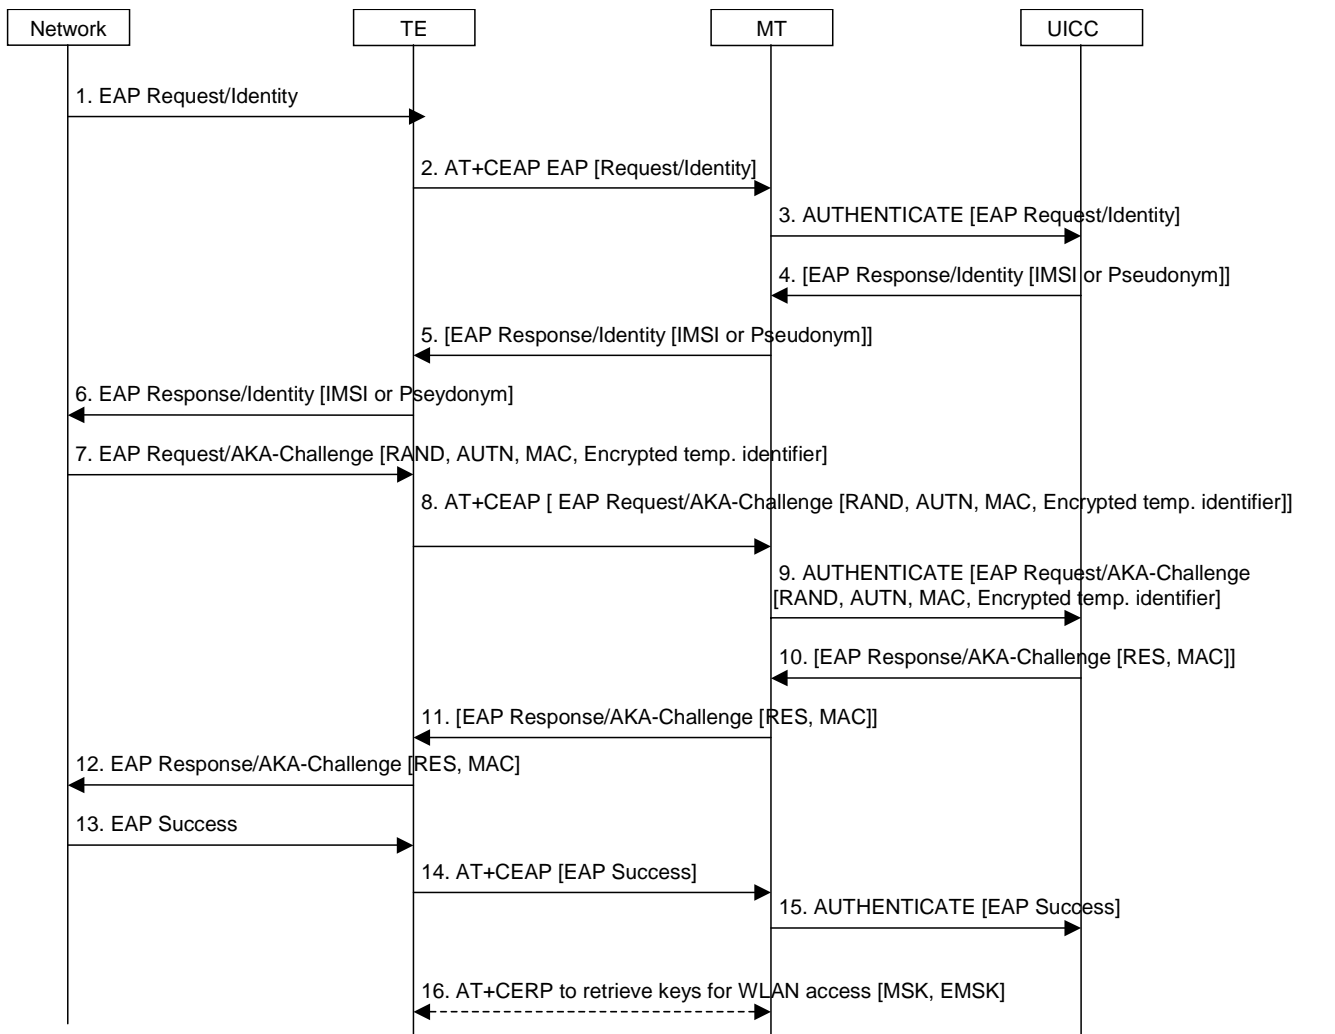 Network
TE
MT
UICC
1. EAP Request/Identity
2. AT+CEAP EAP [Request/Identity]
3. AUTHENTICATE [EAP Request/Identity]
4. [EAP Response/Identity [IMSI or Pseudonym]]
5. [EAP Response/Identity [IMSI or Pseudonym]]
6. EAP Response/Identity [IMSI or Pseydonym]
7. EAP Request/AKA-Challenge [RAND, AUTN, MAC, Encrypted temp. identifier]
8. AT+CEAP [ EAP Request/AKA-Challenge [RAND, AUTN, MAC, Encrypted temp. identifier]]
9. AUTHENTICATE [EAP Request/AKA-Challenge
[RAND, AUTN, MAC, Encrypted temp. identifier]
10. [EAP Response/AKA-Challenge [RES, MAC]]
11. [EAP Response/AKA-Challenge [RES, MAC]]
12. EAP Response/AKA-Challenge [RES, MAC]
13. EAP Success
14. AT+CEAP [EAP Success]
15. AUTHENTICATE [EAP Success]
16. AT+CERP to retrieve keys for WLAN access [MSK, EMSK]